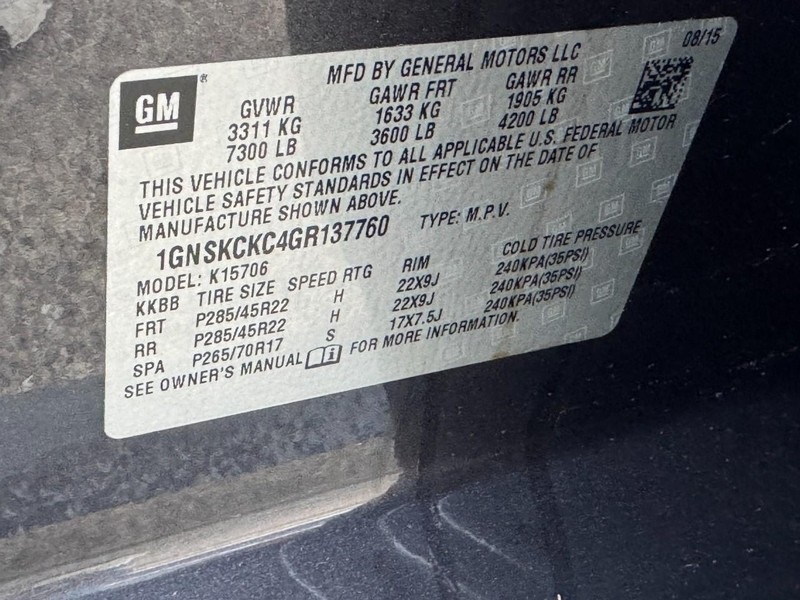 MFD BY GENERAL MOTORS LLC 08/15
GM ®
GVWR GAWR FRT GAWR RR
3311 KG 1633 KG 1905 KG
7300 LB 3600 LB 4200 LB
THIS VEHICLE CONFORMS TO ALL APPLICABLE U.S. FEDERAL MOTOR
VEHICLE SAFETY STANDARDS IN EFFECT ON THE DATE OF
MANUFACTURE SHOWN ABOVE.
1GNSKCKC4GR137760 TYPE: M.P.V.
MODEL: K15706
KKBB TIRE SIZE SPEED RTG RIM COLD TIRE PRESSURE
FRT P285/45R22 H 22X9J 240KPA(35PSI)
RR P285/45R22 H 22X9J 240KPA(35PSI)
SPA P265/70R17 S 17X7.5J 240KPA(35PSI)
SEE OWNER'S MANUAL FOR MORE INFORMATION.